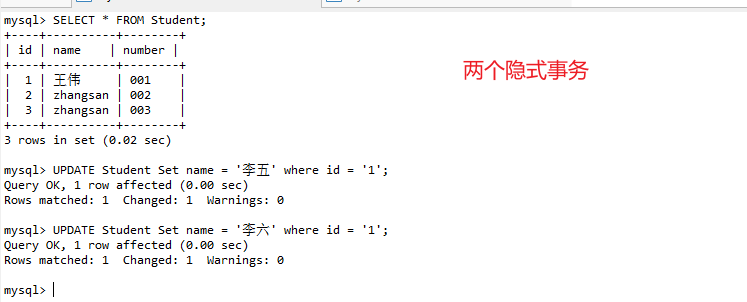 mysql> SELECT * FROM Student;
+----+----------+--------+
| id | name     | number |
+----+----------+--------+
|  1 | 王伟     | 001    |
|  2 | zhangsan | 002    |
|  3 | zhangsan | 003    |
+----+----------+--------+
3 rows in set (0.02 sec)
两个隐式事务
mysql> UPDATE Student Set name = '李五' where id = '1';
Query OK, 1 row affected (0.00 sec)
Rows matched: 1  Changed: 1  Warnings: 0
mysql> UPDATE Student Set name = '李六' where id = '1';
Query OK, 1 row affected (0.00 sec)
Rows matched: 1  Changed: 1  Warnings: 0
mysql>